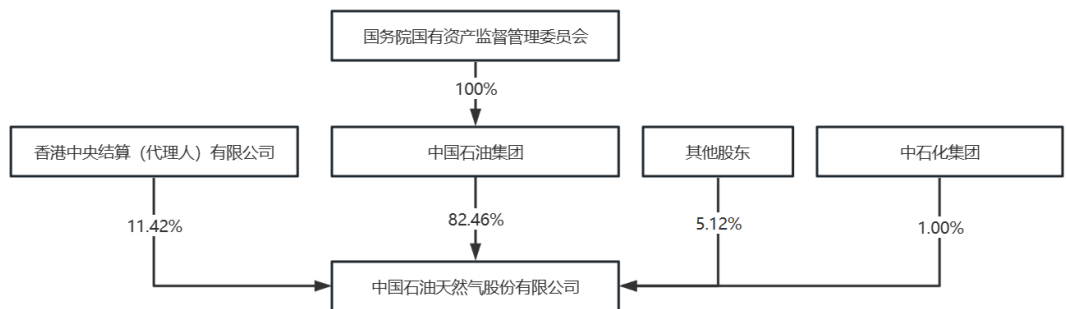 国务院国有资产监督管理委员会
100%
香港中央结算（代理人）有限公司
中国石油集团
其他股东
中石化集团
11.42%
82.46%
5.12%
1.00%
中国石油天然气股份有限公司